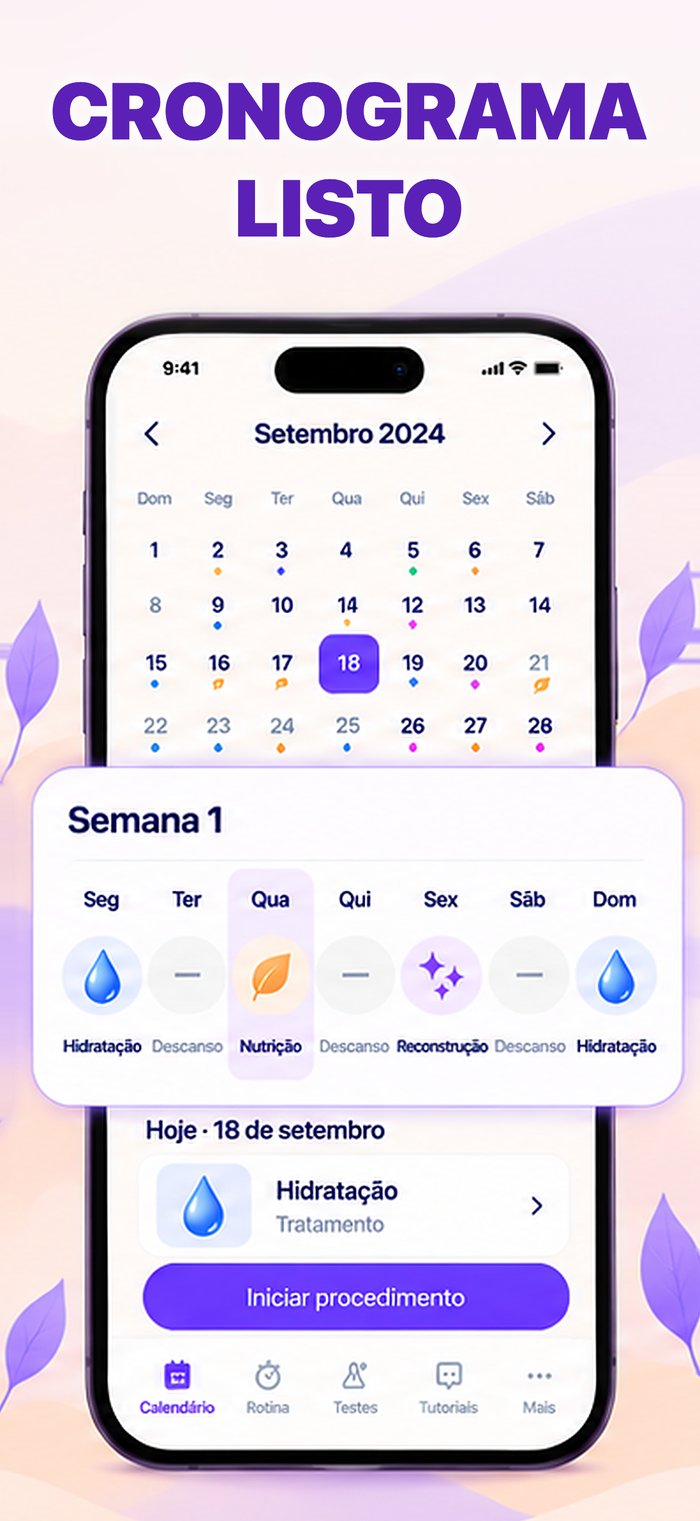 CRONOGRAMA
LISTO
9:41
Setembro 2024
Dom Seg Ter Qua Qui Sex Sáb
1 2 3 4 5 6 7
8 9 10 14 12 13 14
15 16 17 18 19 20 21
22 23 24 25 26 27 28
Semana 1
Seg Ter Qua Qui Sex Sāb Dom
Hidratação Descanso Nutrição Descanso Reconstrução Descanso Hidratação
Hoje · 18 de setembro
Hidratação
Tratamento
Iniciar procedimento
Calendário Rotina Testes Tutoriais Mais